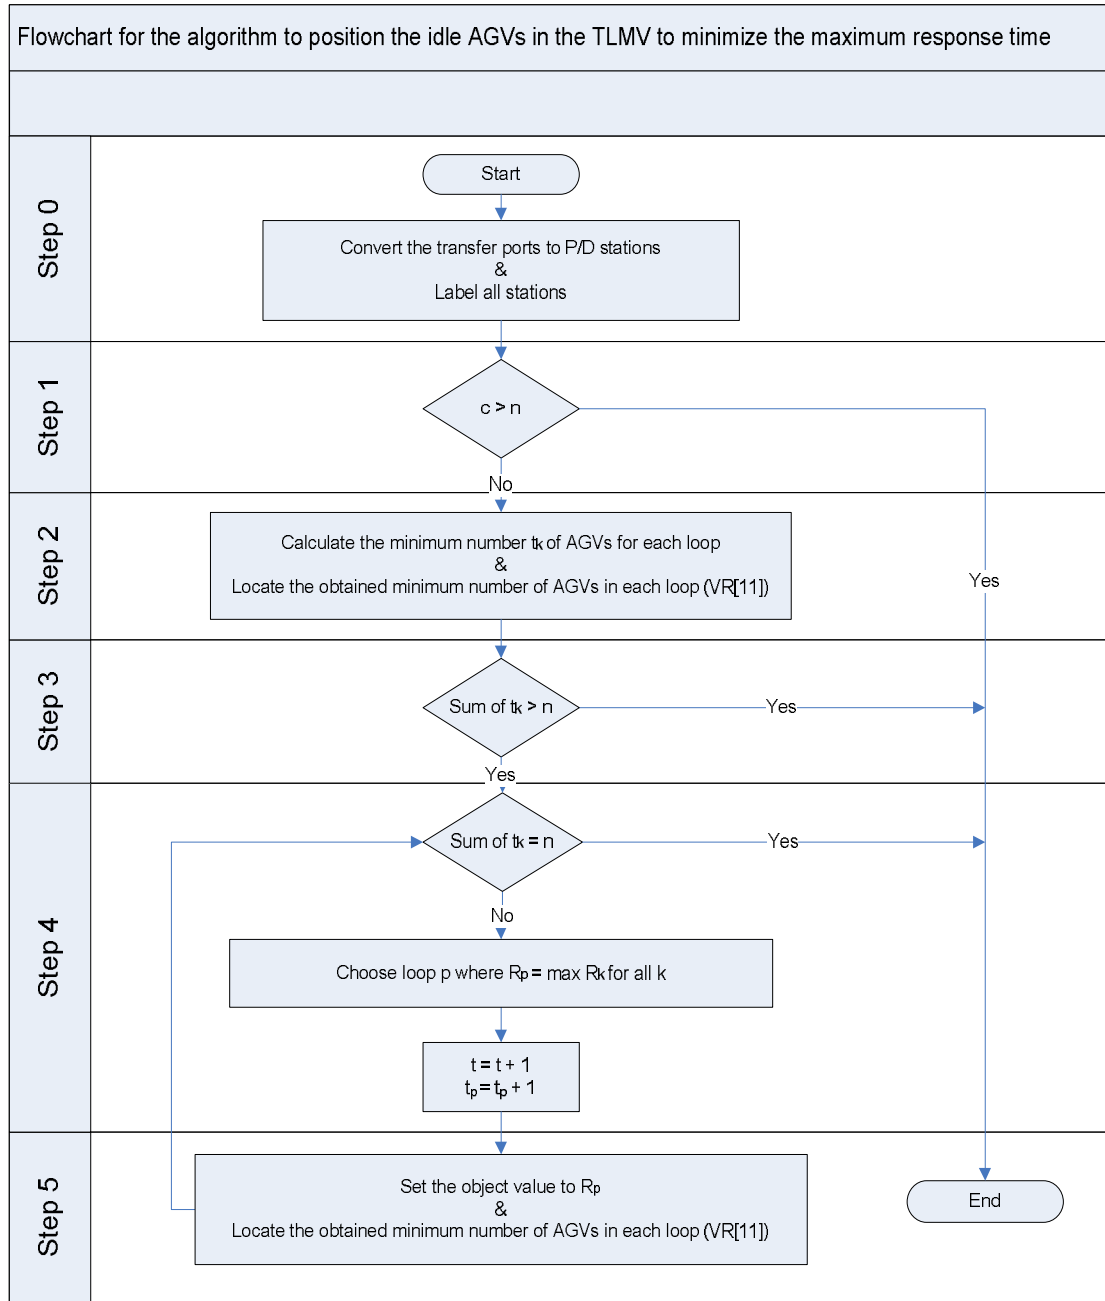 Flowchart for the algorithm to position the idle AGVs in the TLMV to minimize the maximum response time
Step 0
Start
Convert the transfer ports to P/D stations
&
Label all stations
Step 1
c > n
No
Yes
Step 2
Calculate the minimum number tk of AGVs for each loop
&
Locate the obtained minimum number of AGVs in each loop (VR[11])
Step 3
Sum of tk > n
Yes
Yes
Step 4
Sum of tk = n
Yes
No
Choose loop p where Rp = max Rk for all k
t = t + 1
tp = tp + 1
Step 5
Set the object value to Rp
&
Locate the obtained minimum number of AGVs in each loop (VR[11])
End